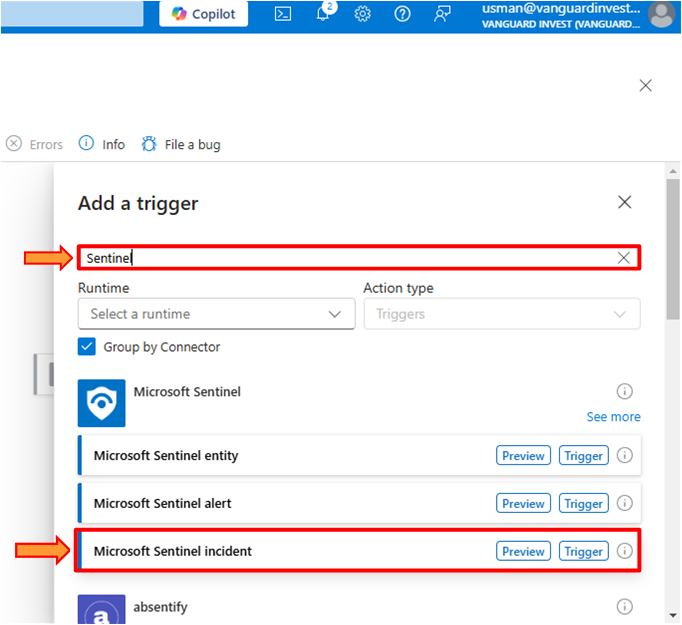 Copilot
2
usman@vanguardinvest...
VANGUARD INVEST (VANGUARD...
Errors
Info
File a bug
Add a trigger
Sentinel
Runtime
Action type
Select a runtime
Triggers
Group by Connector
Microsoft Sentinel
See more
Microsoft Sentinel entity Preview Trigger
Microsoft Sentinel alert Preview Trigger
Microsoft Sentinel incident Preview Trigger
a
absentify